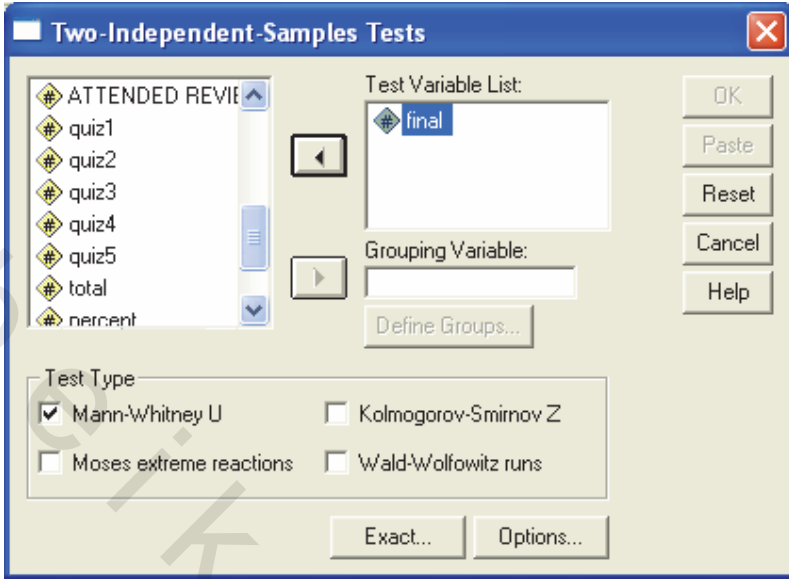 Two-Independent-Samples Tests
ATTENDED REVIE
quiz1
quiz2
quiz3
quiz4
quiz5
total
percent
Test Variable List:
final
Grouping Variable:
Define Groups...
OK
Paste
Reset
Cancel
Help
Test Type
Mann-Whitney U
Kolmogorov-Smirnov Z
Moses extreme reactions
Wald-Wolfowitz runs
Exact...
Options...